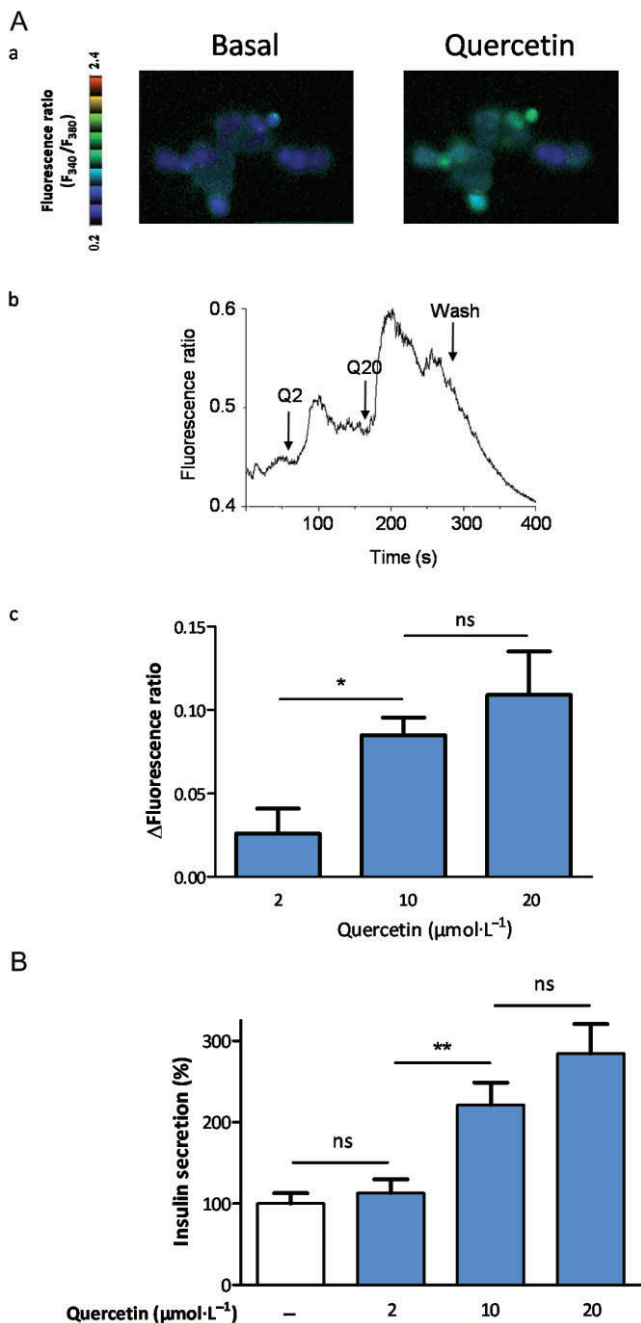 A
a
Basal
Quercetin
Fluorescence ratio
(F340/F380)
2.4
0.2
b
0.6
0.5
0.4
Fluorescence ratio
Q2
Q20
Wash
100 200 300 400
Time (s)
c
0.15
0.10
0.05
0.00
ΔFluorescence ratio
*
ns
2 10 20
Quercetin (µmol·L⁻¹)
B
300
200
100
0
Insulin secretion (%)
ns
**
ns
Quercetin (µmol·L⁻¹) – 2 10 20